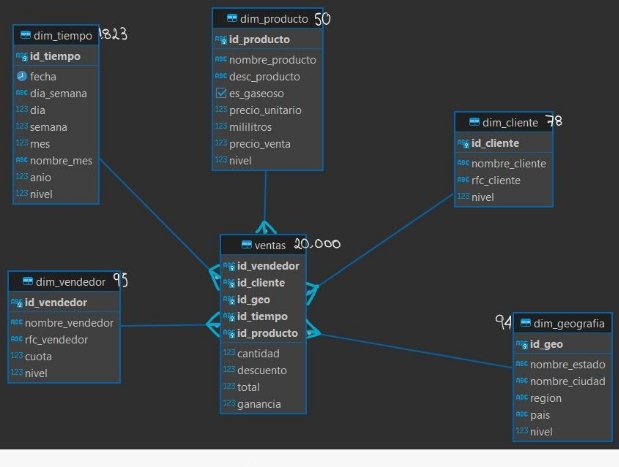 dim_tiempo 1.823
id_tiempo
fecha
dia_semana
dia
semana
mes
nombre_mes
anio
nivel
dim_producto 50
id_producto
nombre_producto
desc_producto
es_gaseoso
precio_unitario
mililitros
precio_venta
nivel
dim_cliente 78
id_cliente
nombre_cliente
rfc_cliente
nivel
ventas 20,000
id_vendedor
id_cliente
id_geo
id_tiempo
id_producto
cantidad
descuento
total
ganancia
dim_vendedor
id_vendedor
nombre_vendedor
rfc_vendedor
cuota
nivel
94 dim_geografia
id_geo
nombre_estado
nombre_ciudad
region
pais
nivel